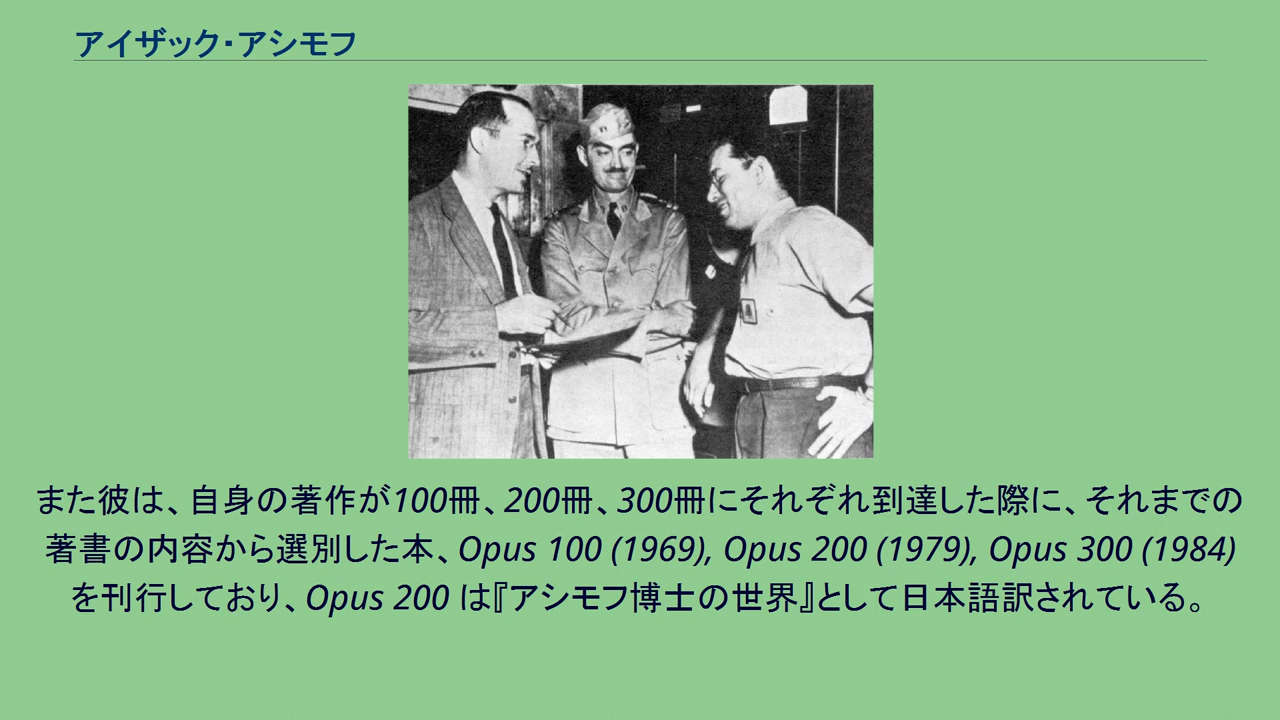 アイザック・アシモフ
また彼は、自身の著作が100冊、200冊、300冊にそれぞれ到達した際に、それまでの
著書の内容から選別した本、Opus 100 (1969), Opus 200 (1979), Opus 300 (1984)
を刊行しており、Opus 200 は『アシモフ博士の世界』として日本語訳されている。